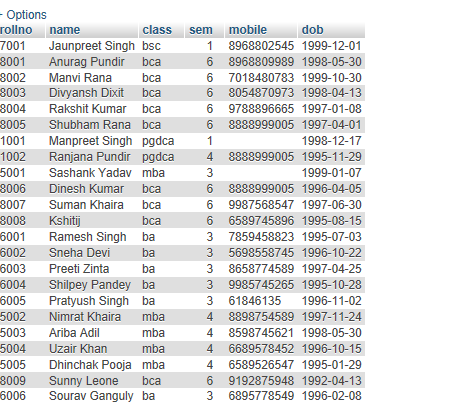 Options
rollno name class sem mobile dob
7001 Jaunpreet Singh bsc 1 8968802545 1999-12-01
8001 Anurag Pundir bca 6 8968809989 1998-05-30
8002 Manvi Rana bca 6 7018480783 1999-10-30
8003 Divyansh Dixit bca 6 8054870973 1998-04-13
8004 Rakshit Kumar bca 6 9788896665 1997-01-08
8005 Shubham Rana bca 6 8888999005 1997-04-01
1001 Manpreet Singh pgdca 1 1998-12-17
1002 Ranjana Pundir pgdca 4 8888999005 1995-11-29
5001 Sashank Yadav mba 3 1999-01-07
8006 Dinesh Kumar bca 6 8888999005 1996-04-05
8007 Suman Khaira bca 6 9987568547 1997-06-30
8008 Kshitij bca 6 6589745896 1995-08-15
6001 Ramesh Singh ba 3 7859458823 1995-07-03
6002 Sneha Devi ba 3 5698558745 1996-10-22
6003 Preeti Zinta ba 3 8658774589 1997-04-25
6004 Shilpey Pandey ba 3 9985745265 1995-10-28
6005 Pratyush Singh ba 3 61846135 1996-11-02
5002 Nimrat Khaira mba 4 8898754589 1997-11-24
5003 Ariba Adil mba 4 8598745621 1998-05-30
5004 Uzair Khan mba 4 6689578452 1996-10-15
5005 Dhinchak Pooja mba 4 6589526547 1995-01-29
8009 Sunny Leone bca 6 9192875948 1992-04-13
6006 Sourav Ganguly ba 3 6895778549 1996-02-08